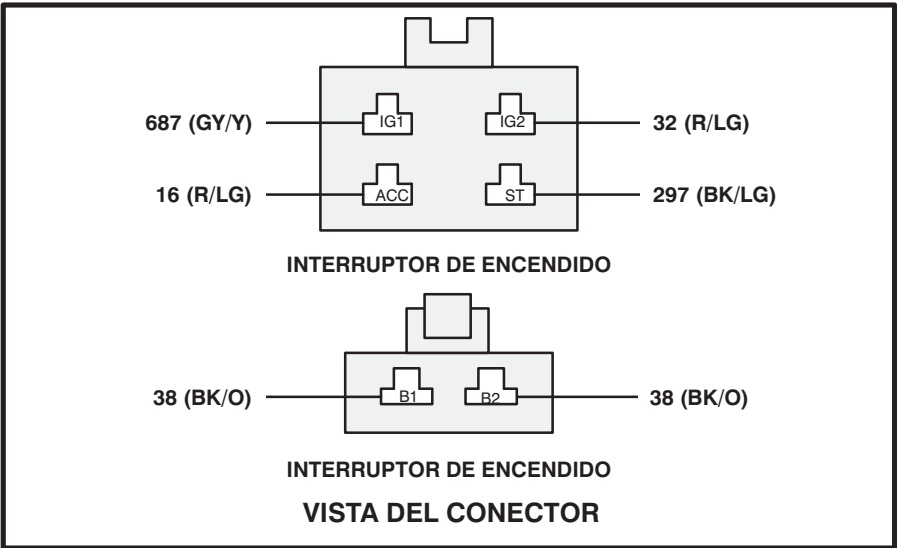 687 (GY/Y) IG1 IG2 32 (R/LG)
16 (R/LG) ACC ST 297 (BK/LG)
INTERRUPTOR DE ENCENDIDO
38 (BK/O) B1 B2 38 (BK/O)
INTERRUPTOR DE ENCENDIDO
VISTA DEL CONECTOR